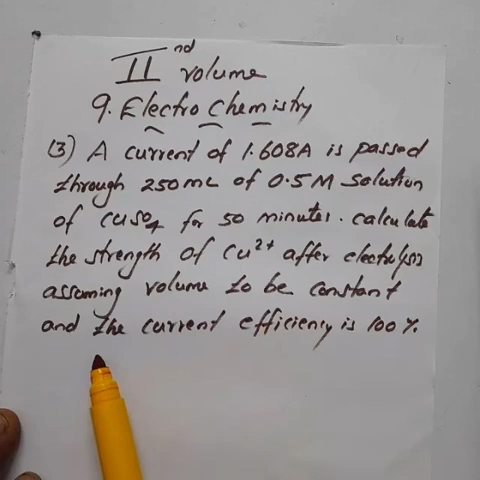 IInd volume
9. Electro Chemistry
(3) A current of 1.608A is passed
through 250mL of 0.5M solution
of CuSO4 for 50 minutes. calculate
the strength of Cu2+ after electrolysis
assuming volume to be constant
and the current efficiency is 100%.